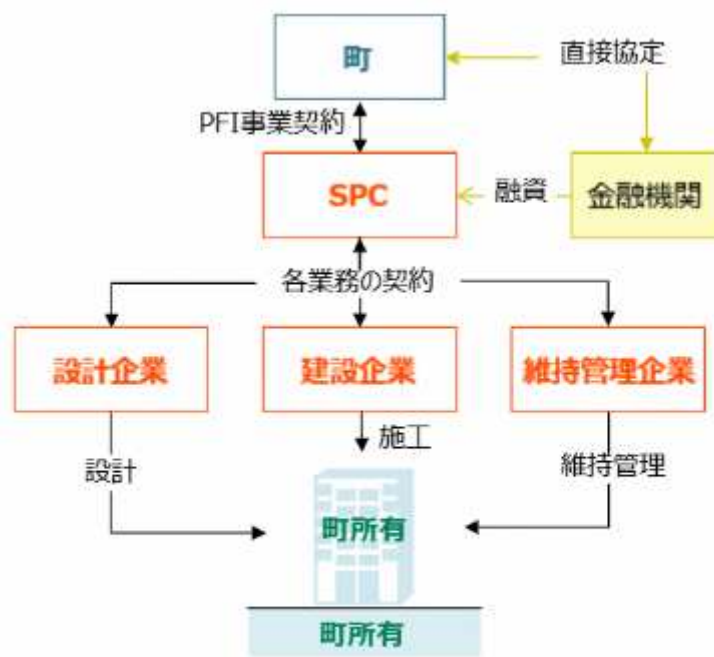 町
直接協定
PFI事業契約
SPC
融資
金融機関
各業務の契約
設計企業
建設企業
維持管理企業
設計
施工
維持管理
町所有
町所有